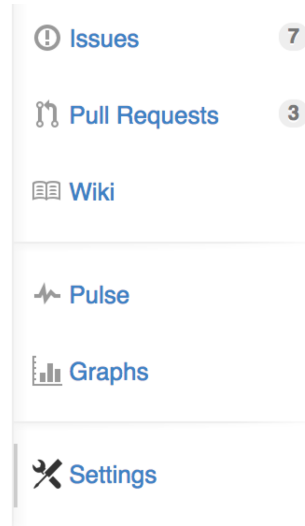 Issues 7
Pull Requests 3
Wiki
Pulse
Graphs
Settings